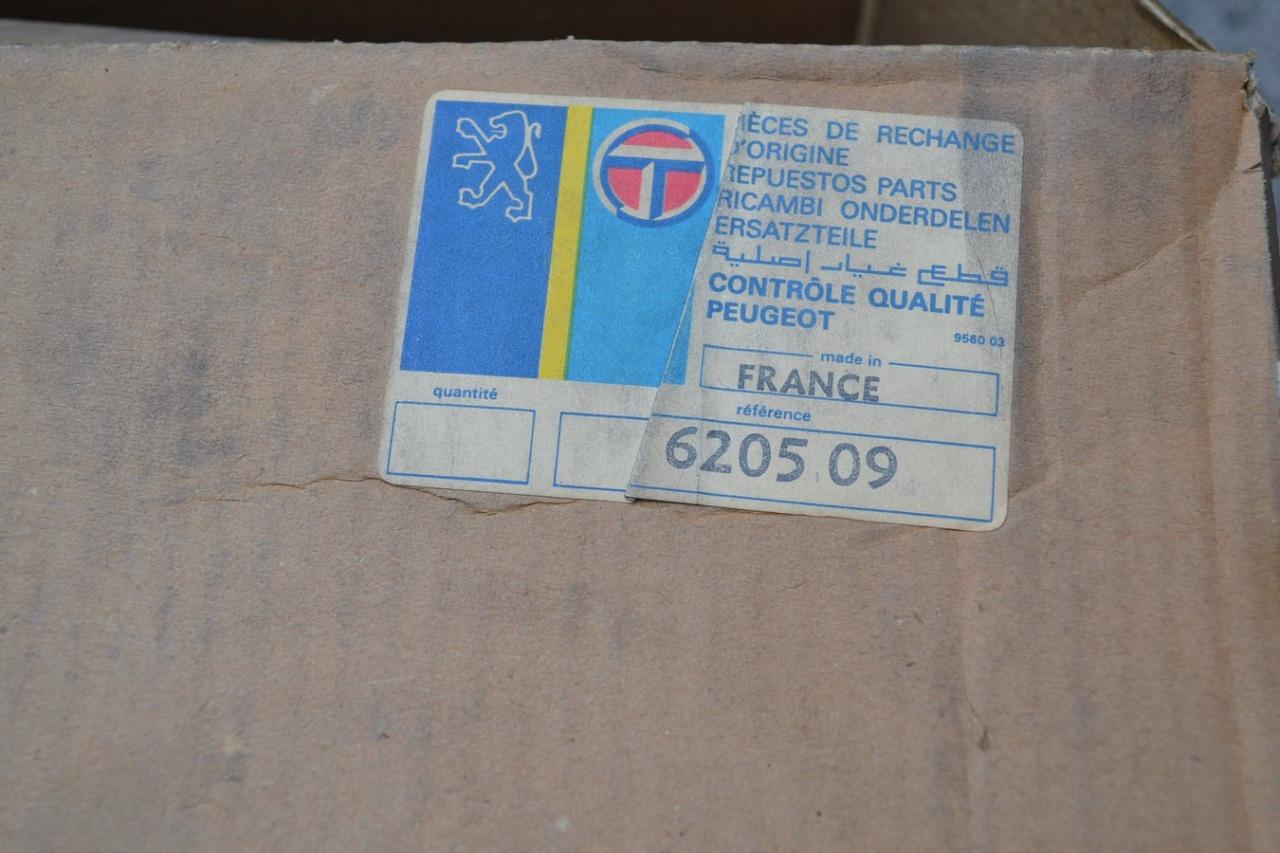 IÈCES DE RECHANGE
D'ORIGINE
REPUESTOS PARTS
RICAMBI ONDERDELEN
ERSATZTEILE
قطع غيار اصلية
CONTRÔLE QUALITÉ
PEUGEOT
9560 03
made in
FRANCE
quantité
référence
6205 09